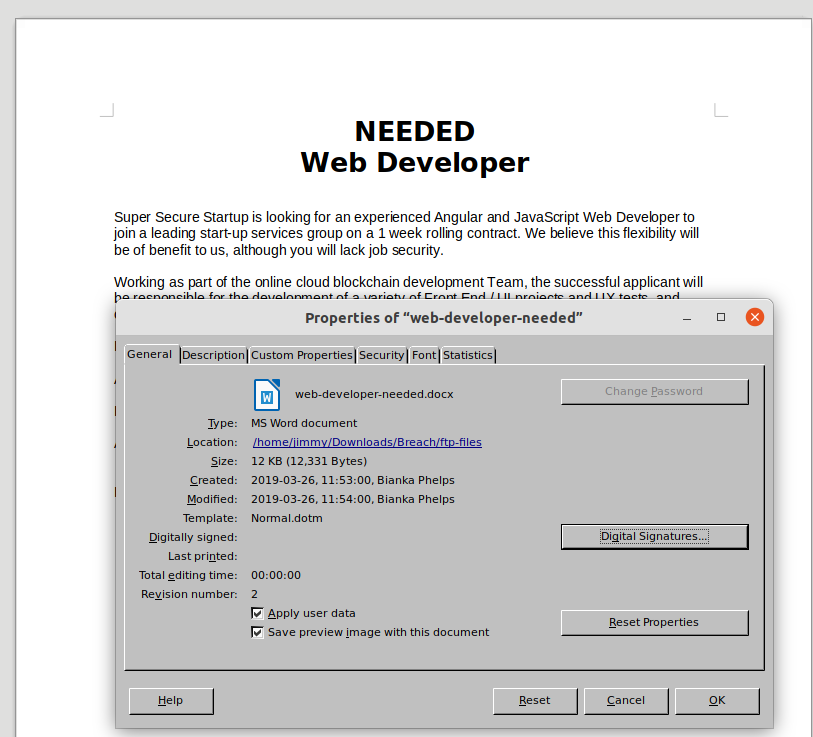 NEEDED
Web Developer
Super Secure Startup is looking for an experienced Angular and JavaScript Web Developer to
join a leading start-up services group on a 1 week rolling contract. We believe this flexibility will
be of benefit to us, although you will lack job security.
Working as part of the online cloud blockchain development Team, the successful applicant will
be responsible for the development of a variety of Front End / UI projects and UX tests, and
Properties of “web-developer-needed”
General Description Custom Properties Security Font Statistics
web-developer-needed.docx
Change Password
Type: MS Word document
Location: /home/jimmy/Downloads/Breach/ftp-files
Size: 12 KB (12,331 Bytes)
Created: 2019-03-26, 11:53:00, Bianka Phelps
Modified: 2019-03-26, 11:54:00, Bianka Phelps
Template: Normal.dotm
Digitally signed:
Digital Signatures...
Last printed:
Total editing time: 00:00:00
Revision number: 2
Apply user data
Reset Properties
Save preview image with this document
Help Reset Cancel OK